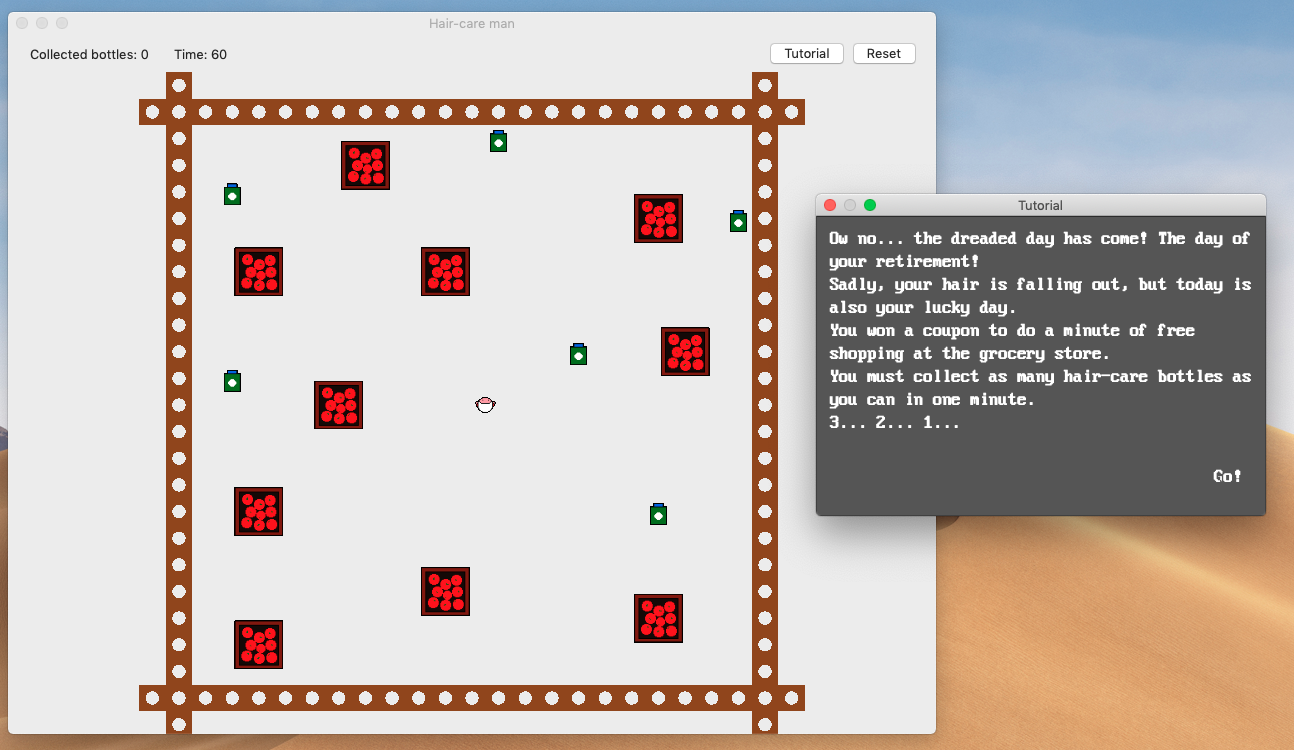 Hair-care man
Collected bottles: 0 Time: 60
Tutorial Reset
Tutorial
Ow no... the dreaded day has come! The day of
your retirement!
Sadly, your hair is falling out, but today is
also your lucky day.
You won a coupon to do a minute of free
shopping at the grocery store.
You must collect as many hair-care bottles as
you can in one minute.
3... 2... 1...
Go!